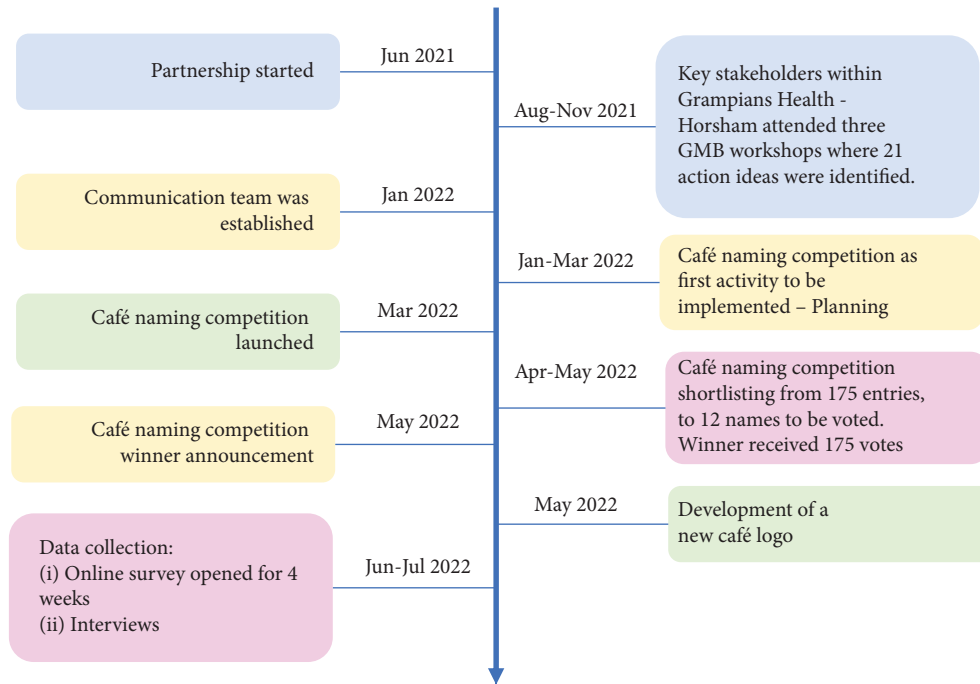 Jun 2021
Partnership started
Aug-Nov 2021
Key stakeholders within
Grampians Health -
Horsham attended three
GMB workshops where 21
action ideas were identified.
Jan 2022
Communication team was
established
Jan-Mar 2022
Café naming competition as
first activity to be
implemented – Planning
Mar 2022
Café naming competition
launched
Apr-May 2022
Café naming competition
shortlisting from 175 entries,
to 12 names to be voted.
Winner received 175 votes
May 2022
Café naming competition
winner announcement
May 2022
Development of a
new café logo
Jun-Jul 2022
Data collection:
(i) Online survey opened for 4
weeks
(ii) Interviews